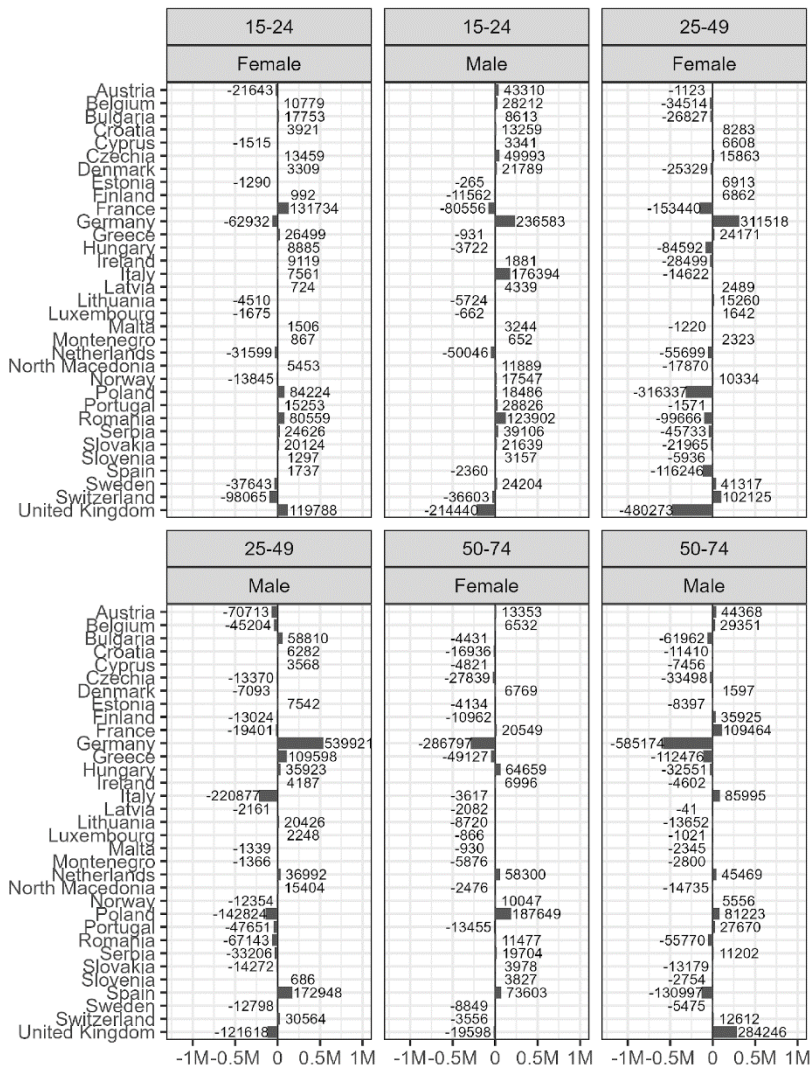 15-24 15-24 25-49
Female Male Female
Austria -21643 43310 -1123
Belgium 10779 28212 -34514
Bulgaria 17753 8613 -26827
Croatia 3921 13259 8283
Cyprus -1515 3341 6608
Czechia 13459 49993 15863
Denmark 3309 21789 -25329
Estonia -1290 -265 6913
Finland 992 -11562 6862
France 131734 -80556 -153440
Germany -62932 236583 311518
Greece 26499 -931 24171
Hungary 8885 -3722 -84592
Ireland 9119 1881 -28499
Italy 7561 176394 -14622
Latvia 724 4339 2489
Lithuania -4510 -5724 15260
Luxembourg -1675 -662 1642
Malta 1506 3244 -1220
Montenegro 867 652 2323
Netherlands -31599 -50046 -55699
North Macedonia 5453 11889 -17870
Norway -13845 17547 10334
Poland 84224 18486 -316337
Portugal 15253 28826 -1571
Romania 80559 123902 -99666
Serbia 24626 39106 -45733
Slovakia 20124 21639 -21965
Slovenia 1297 3157 -5936
Spain 1737 -2360 -116246
Sweden -37643 24204 41317
Switzerland -98065 -36603 102125
United Kingdom 119788 -214440 -480273
25-49 50-74 50-74
Male Female Male
Austria -70713 13353 44368
Belgium -45204 6532 29351
Bulgaria 58810 -4431 -61962
Croatia 6282 -16936 -11410
Cyprus 3568 -4821 -7456
Czechia -13370 -27839 -33498
Denmark -7093 6769 1597
Estonia 7542 -4134 -8397
Finland -13024 -10962 35925
France -19401 20549 109464
Germany 539921 -286797 -585174
Greece 109598 -49127 -112476
Hungary 35923 64659 -32551
Ireland 4187 6996 -4602
Italy -220877 -3617 85995
Latvia -2161 -2082 -41
Lithuania 20426 -8720 -13652
Luxembourg 2248 -866 -1021
Malta -1339 -930 -2345
Montenegro -1366 -5876 -2800
Netherlands 36992 58300 45469
North Macedonia 15404 -2476 -14735
Norway -12354 10047 5556
Poland -142824 187649 81223
Portugal -47651 -13455 27670
Romania -67143 11477 -55770
Serbia -33206 19704 11202
Slovakia -14272 3978 -13179
Slovenia 686 3827 -2754
Spain 172948 73603 -130997
Sweden -12798 -8849 -5475
Switzerland 30564 -3556 12612
United Kingdom -121618 -19598 284246
-1M-0.5M 0 0.5M 1M -1M-0.5M 0 0.5M 1M -1M-0.5M 0 0.5M 1M